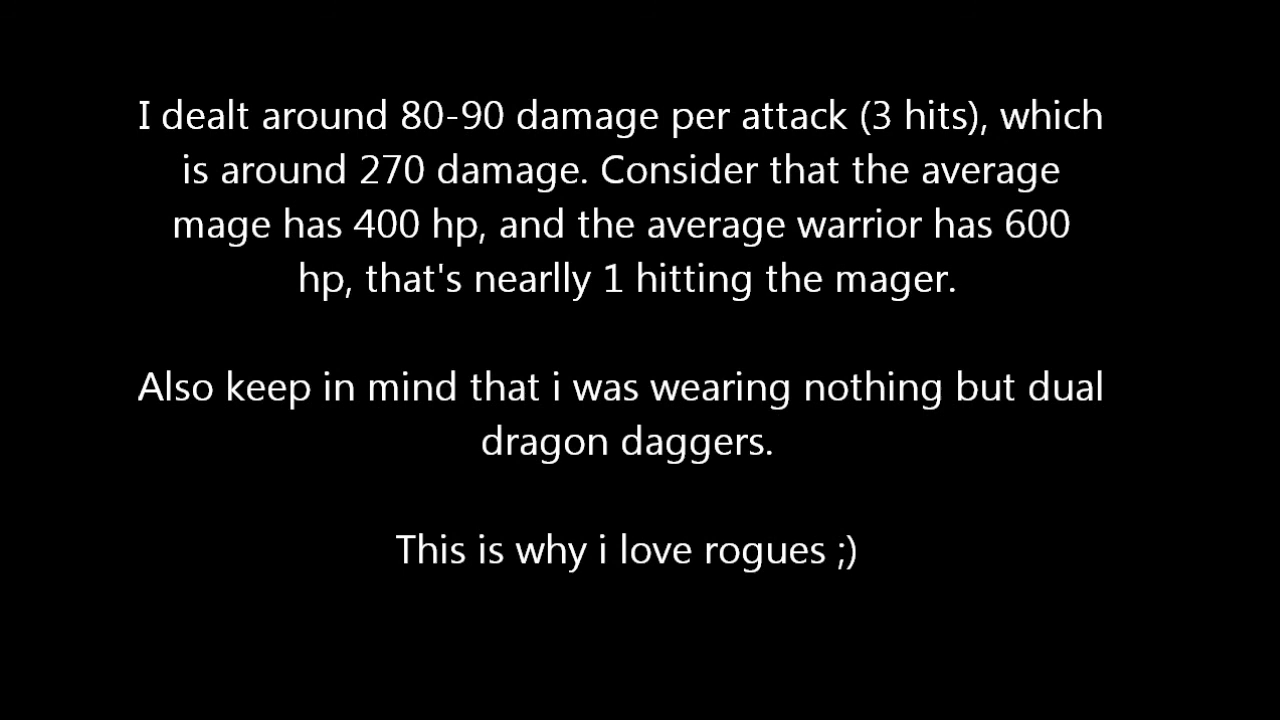 I dealt around 80-90 damage per attack (3 hits), which
is around 270 damage. Consider that the average
mage has 400 hp, and the average warrior has 600
hp, that's nearlly 1 hitting the mager.
Also keep in mind that i was wearing nothing but dual
dragon daggers.
This is why i love rogues ;)